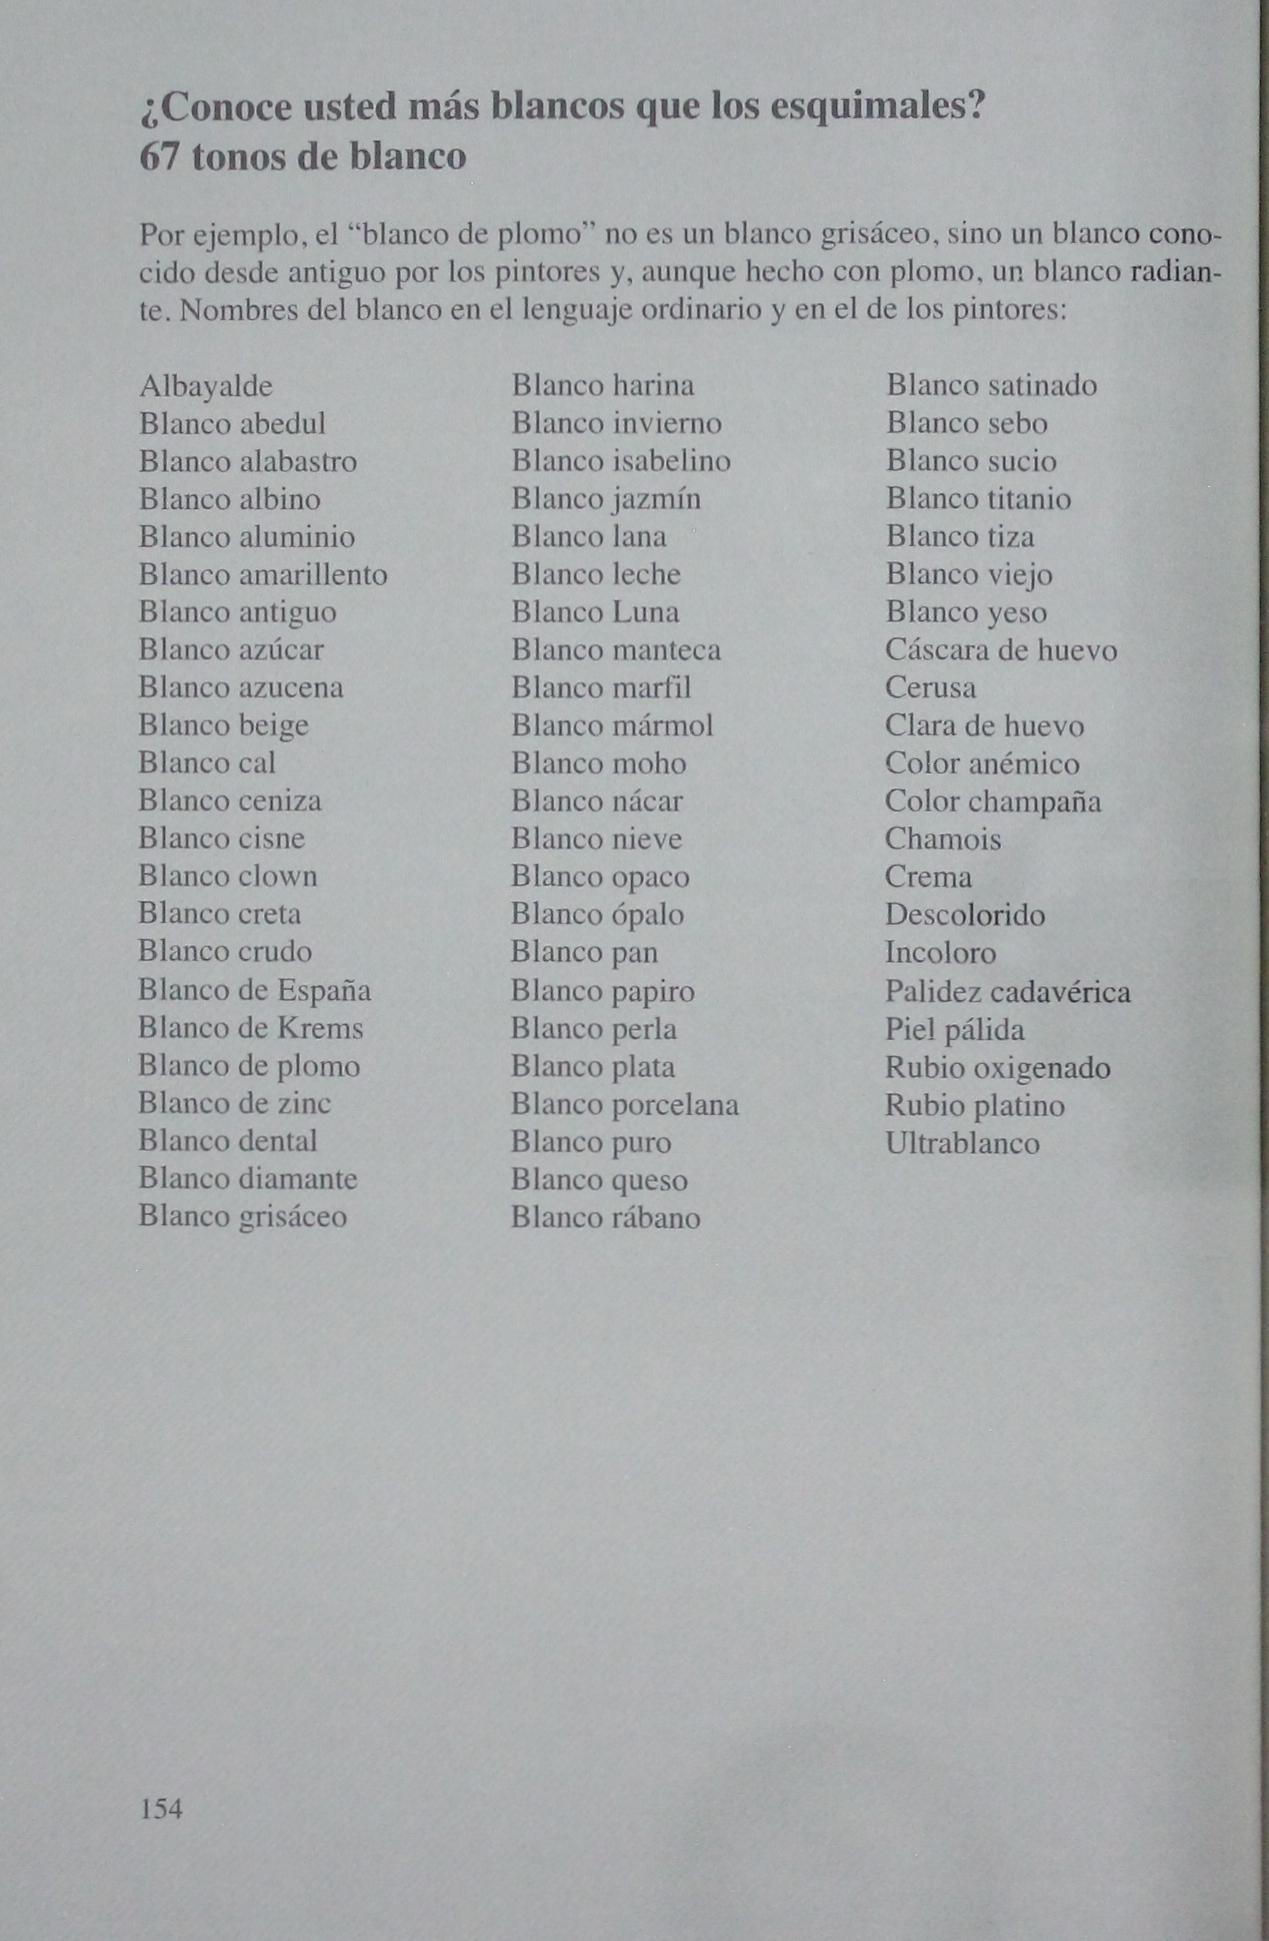 ¿Conoce usted más blancos que los esquimales?
67 tonos de blanco
Por ejemplo, el “blanco de plomo” no es un blanco grisáceo, sino un blanco cono-
cido desde antiguo por los pintores y, aunque hecho con plomo, un blanco radian-
te. Nombres del blanco en el lenguaje ordinario y en el de los pintores:
Albayalde
Blanco abedul
Blanco alabastro
Blanco albino
Blanco aluminio
Blanco amarillento
Blanco antiguo
Blanco azúcar
Blanco azucena
Blanco beige
Blanco cal
Blanco ceniza
Blanco cisne
Blanco clown
Blanco creta
Blanco crudo
Blanco de España
Blanco de Krems
Blanco de plomo
Blanco de zinc
Blanco dental
Blanco diamante
Blanco grisáceo
Blanco harina
Blanco invierno
Blanco isabelino
Blanco jazmín
Blanco lana
Blanco leche
Blanco Luna
Blanco manteca
Blanco marfil
Blanco mármol
Blanco moho
Blanco nácar
Blanco nieve
Blanco opaco
Blanco ópalo
Blanco pan
Blanco papiro
Blanco perla
Blanco plata
Blanco porcelana
Blanco puro
Blanco queso
Blanco rábano
Blanco satinado
Blanco sebo
Blanco sucio
Blanco titanio
Blanco tiza
Blanco viejo
Blanco yeso
Cáscara de huevo
Cerusa
Clara de huevo
Color anémico
Color champaña
Chamois
Crema
Descolorido
Incoloro
Palidez cadavérica
Piel pálida
Rubio oxigenado
Rubio platino
Ultrablanco
154